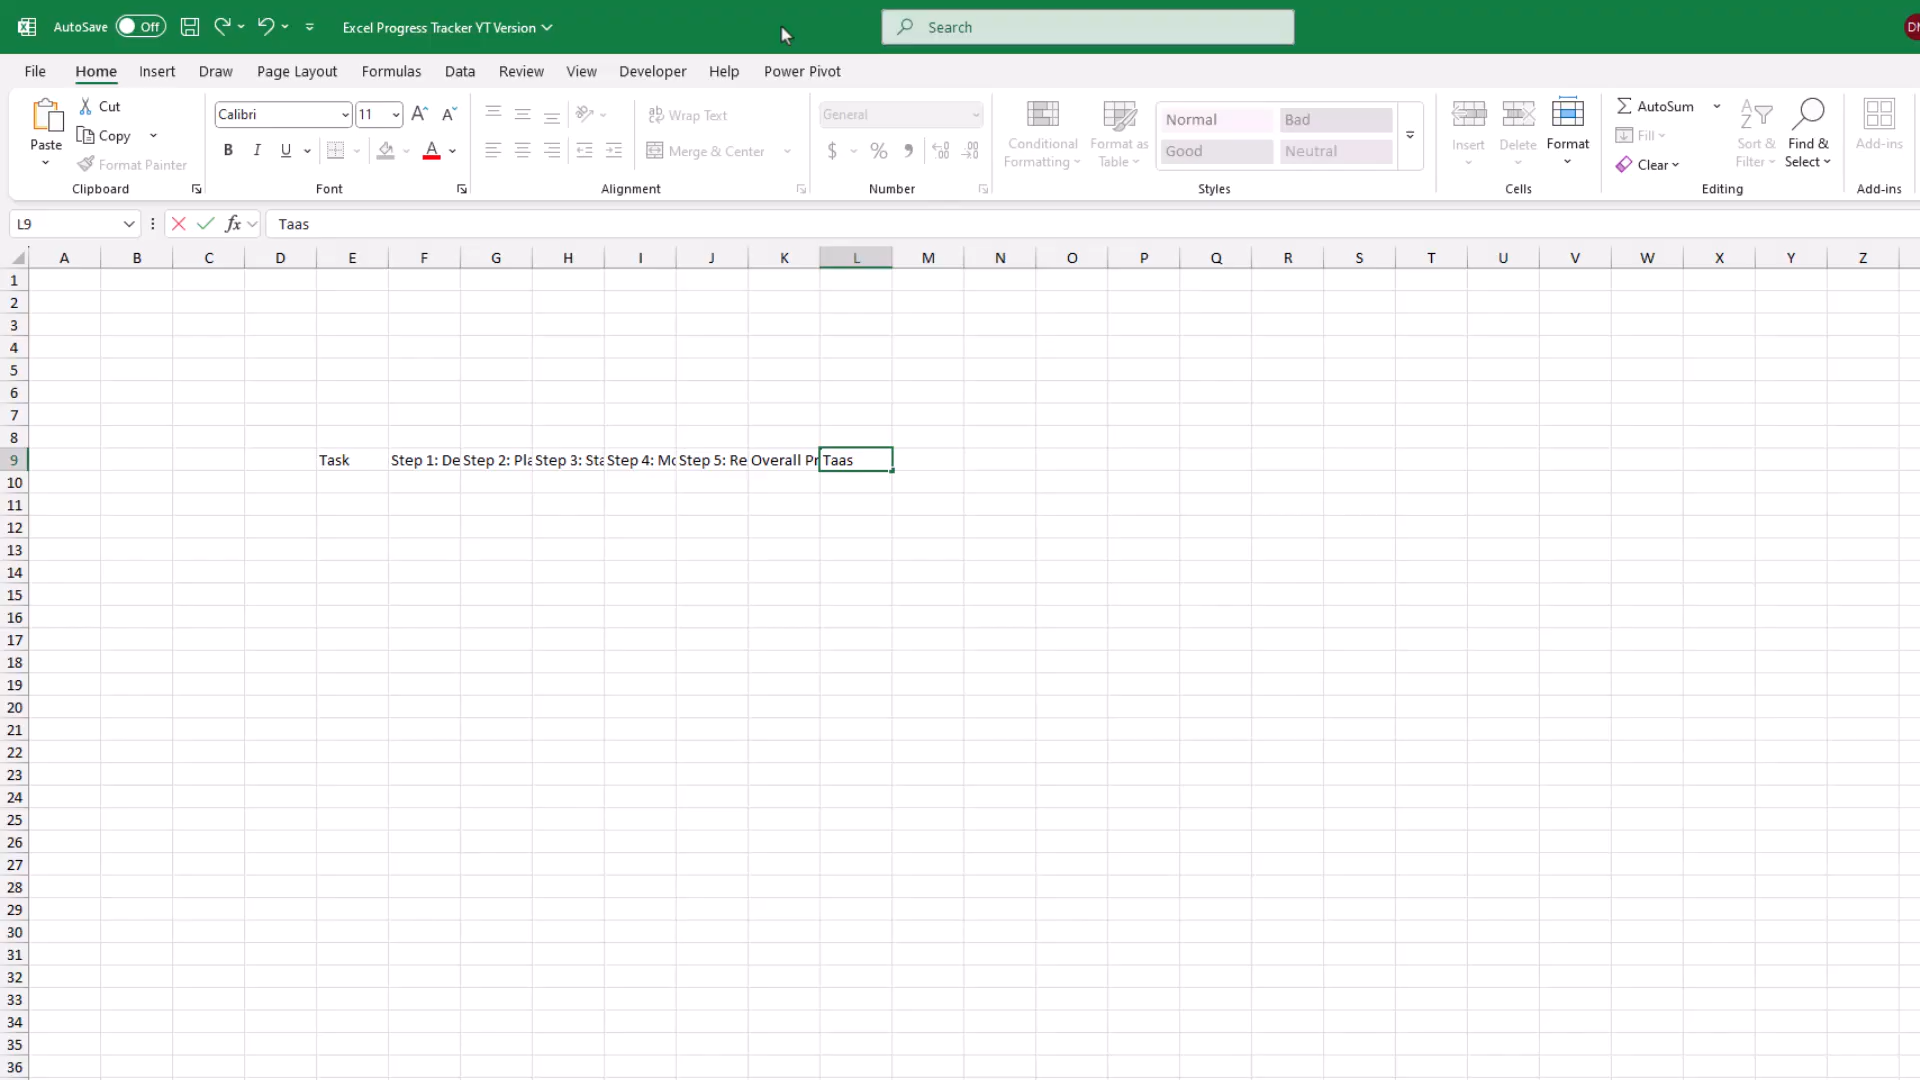 AutoSave Off Excel Progress Tracker YT Version Search DN
File Home Insert Draw Page Layout Formulas Data Review View Developer Help Power Pivot
Paste Cut Copy Format Painter Clipboard
Calibri 11 B I U A Font
ab Wrap Text Merge & Center Alignment
General $ % Number
Conditional Formatting Format as Table Normal Bad Good Neutral Styles
Insert Delete Format Cells
AutoSum Fill Clear Sort & Filter Find & Select Editing
Add-ins Add-ins
L9 fx Taas
A B C D E F G H I J K L M N O P Q R S T U V W X Y Z
1
2
3
4
5
6
7
8
9 Task Step 1: De Step 2: Pla Step 3: Sta Step 4: Mo Step 5: Re Overall Pr Taas
10
11
12
13
14
15
16
17
18
19
20
21
22
23
24
25
26
27
28
29
30
31
32
33
34
35
36